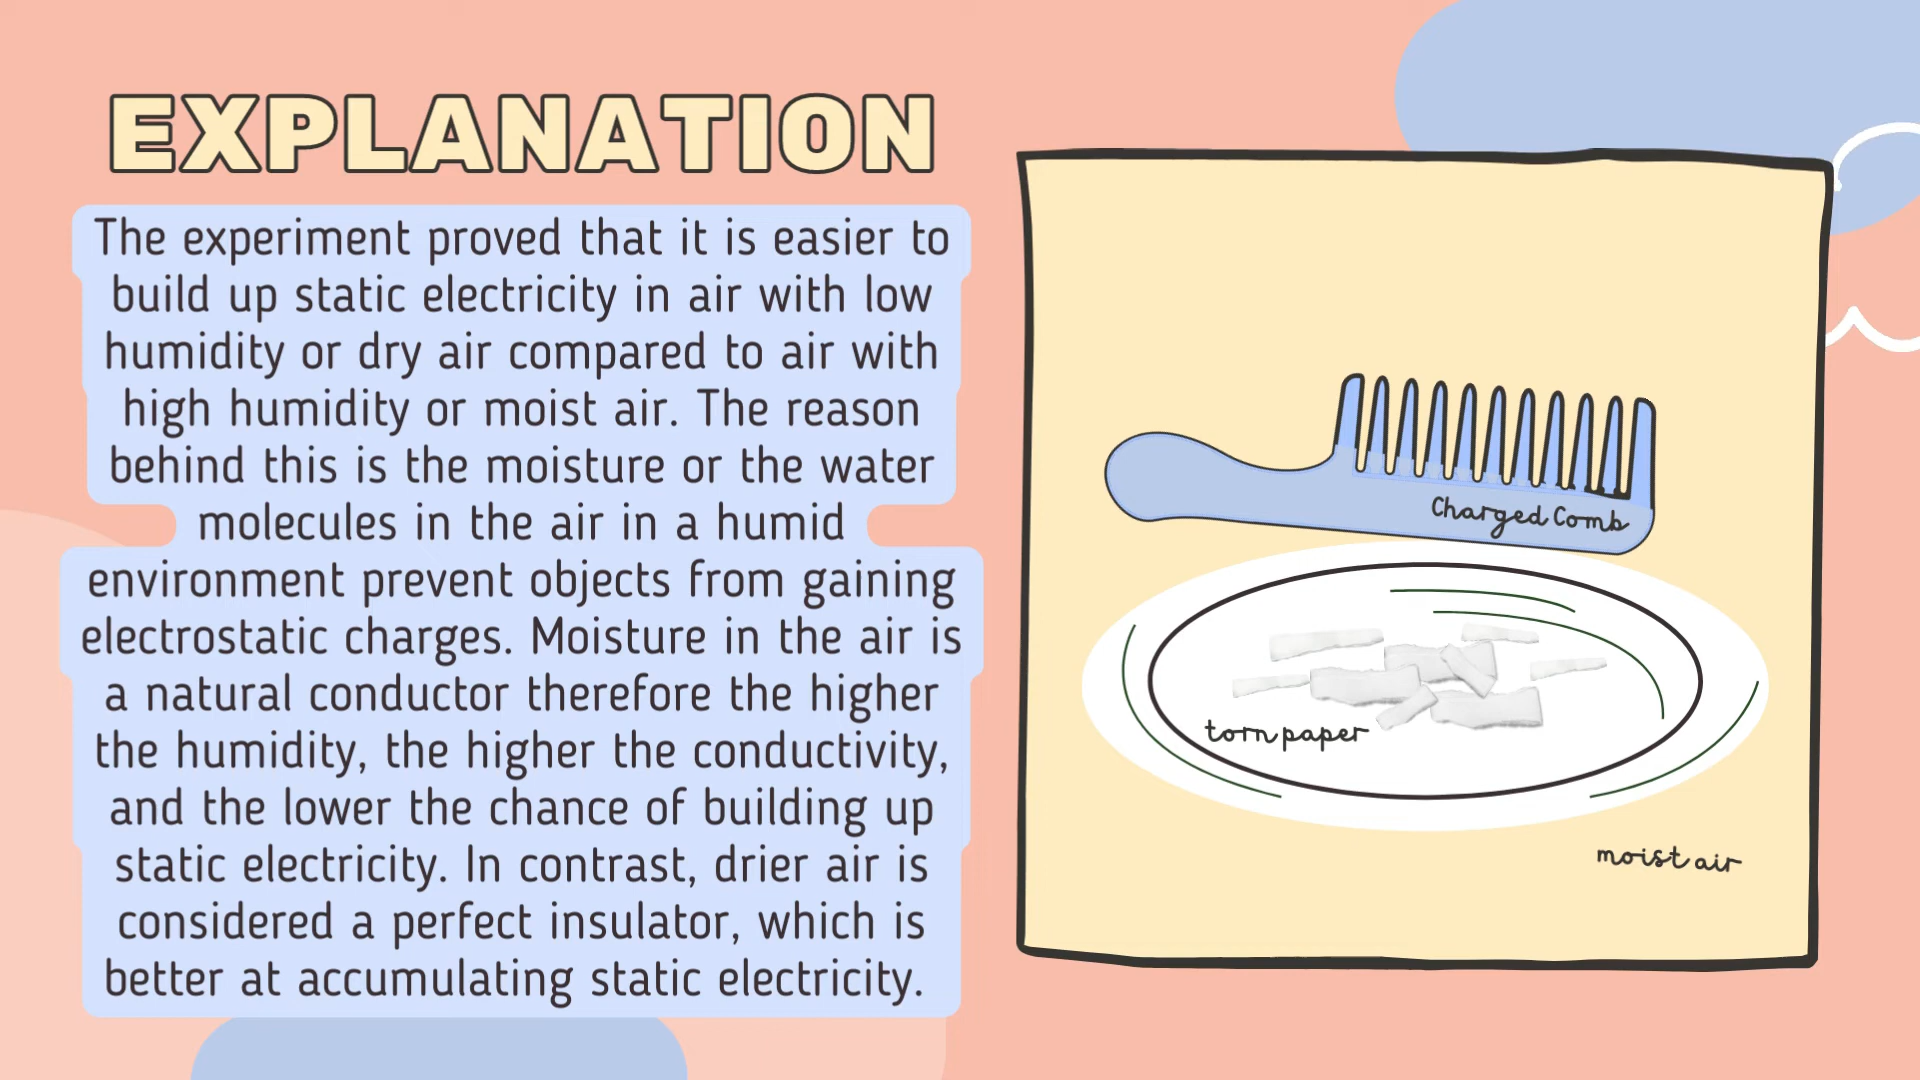 EXPLANATION
The experiment proved that it is easier to
build up static electricity in air with low
humidity or dry air compared to air with
high humidity or moist air. The reason
behind this is the moisture or the water
molecules in the air in a humid
environment prevent objects from gaining
electrostatic charges. Moisture in the air is
a natural conductor therefore the higher
the humidity, the higher the conductivity,
and the lower the chance of building up
static electricity. In contrast, drier air is
considered a perfect insulator, which is
better at accumulating static electricity.
Charged Comb
torn paper
moist air